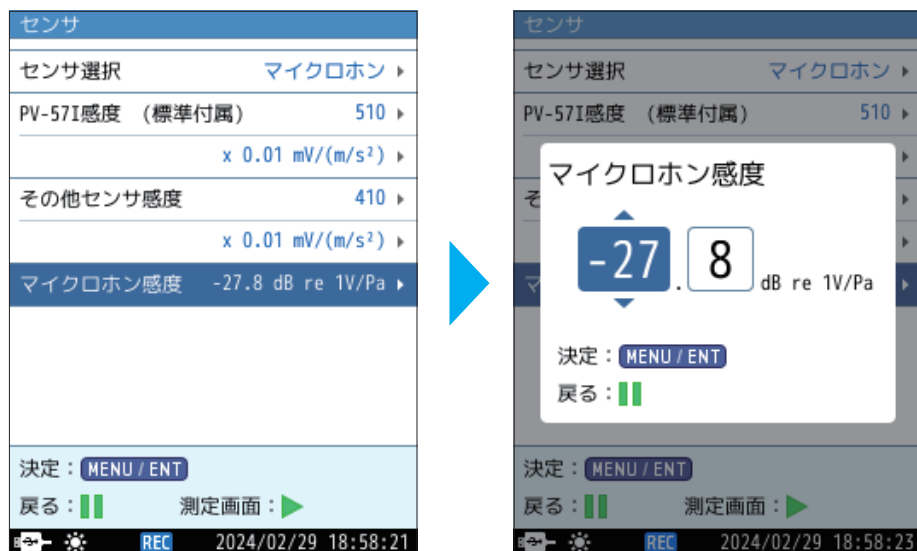 センサ
センサ選択 マイクロホン
PV-57I感度 (標準付属) 510
x 0.01 mV/(m/s²)
その他センサ感度 410
x 0.01 mV/(m/s²)
マイクロホン感度 -27.8 dB re 1V/Pa
決定：MENU / ENT
戻る： 測定画面：
REC 2024/02/29 18:58:21
センサ
センサ選択 マイクロホン
PV-57I感度 (標準付属) 510
マイクロホン感度
-27.8 dB re 1V/Pa
決定：MENU / ENT
戻る：
そ
マ
決定：MENU / ENT
戻る： 測定画面：
REC 2024/02/29 18:58:23